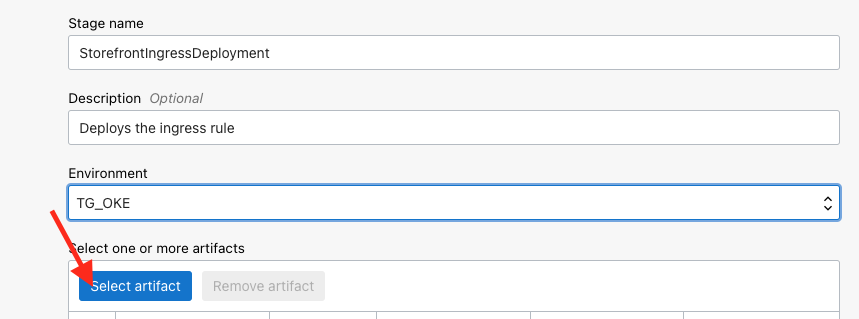 Stage name
StorefrontIngressDeployment
Description Optional
Deploys the ingress rule
Environment
TG_OKE
Select one or more artifacts
Select artifact Remove artifact